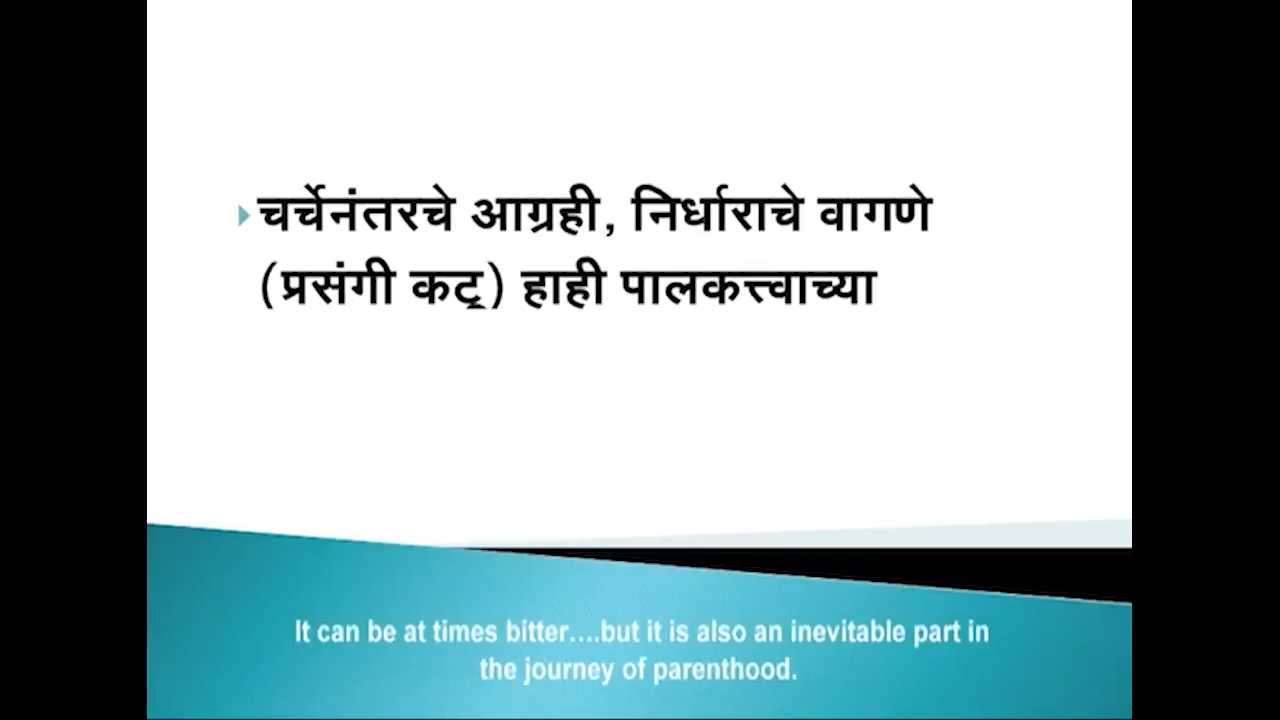 चर्चेनंतरचे आग्रही, निर्धाराचे वागणे
(प्रसंगी कटू) हाही पालकत्त्वाच्या
It can be at times bitter....but it is also an inevitable part in
the journey of parenthood.